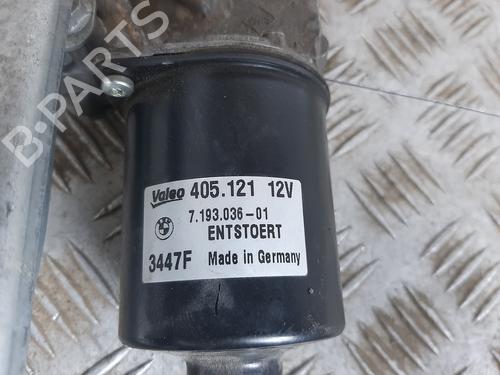 B-PARTS
Valeo 405.121 12V
7.193.036-01
ENTSTOERT
3447F Made in Germany